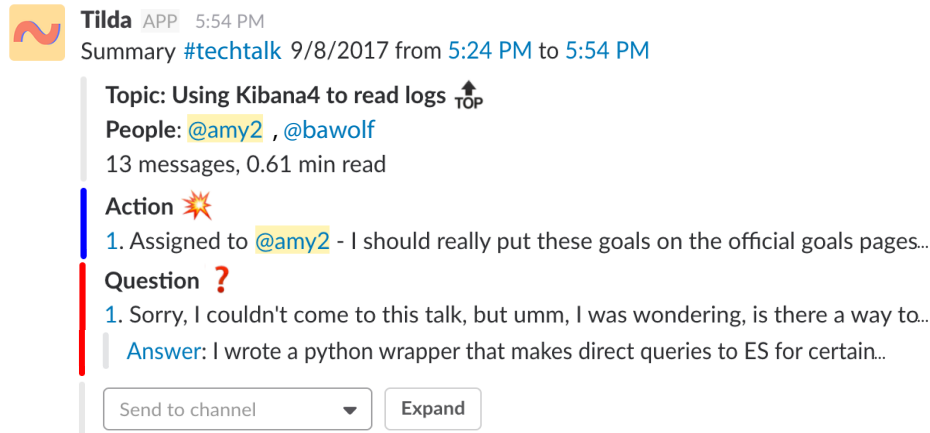 Tilda APP 5:54 PM
Summary #techtalk 9/8/2017 from 5:24 PM to 5:54 PM
Topic: Using Kibana4 to read logs TOP
People: @amy2 , @bawolf
13 messages, 0.61 min read
Action
1. Assigned to @amy2 - I should really put these goals on the official goals pages...
Question ❓
1. Sorry, I couldn't come to this talk, but umm, I was wondering, is there a way to...
Answer: I wrote a python wrapper that makes direct queries to ES for certain...
Send to channel Expand